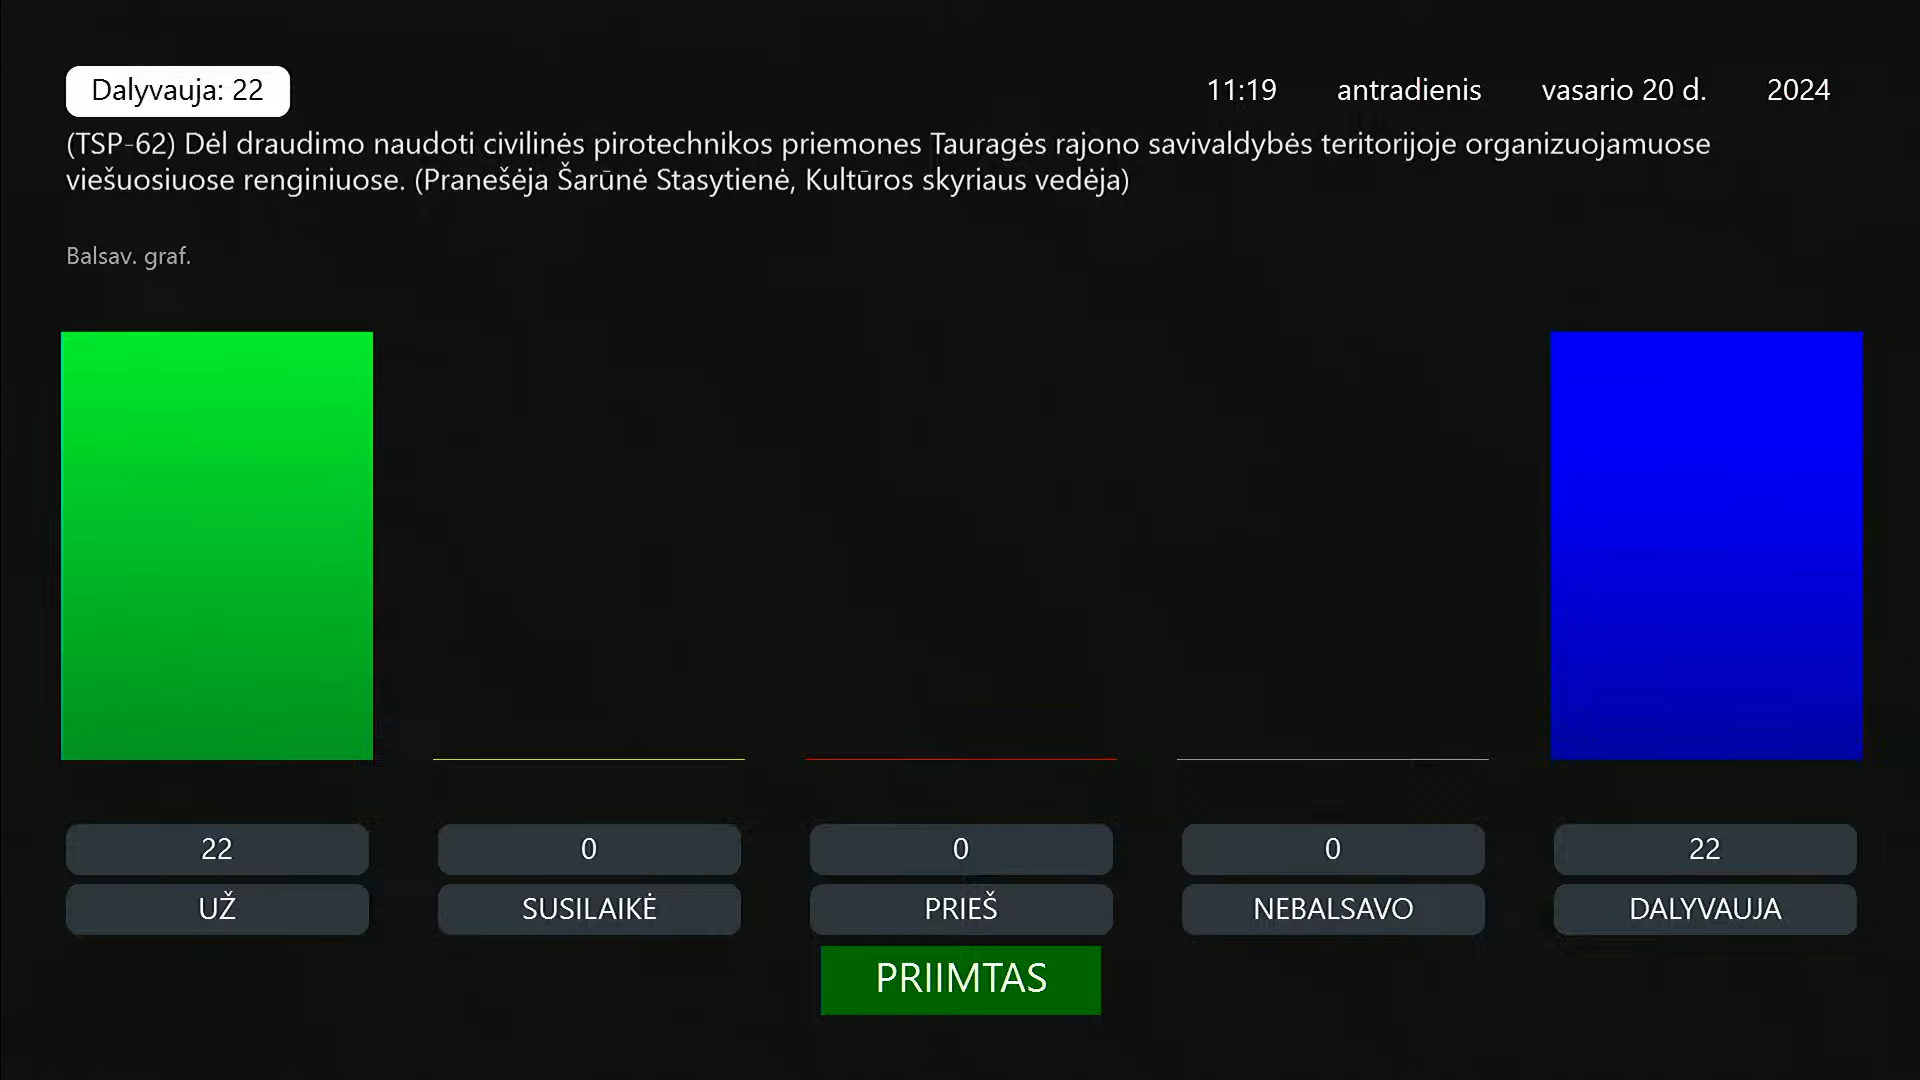 Dalyvauja: 22 11:19 antradienis vasario 20 d. 2024
(TSP-62) Dėl draudimo naudoti civilinės pirotechnikos priemones Tauragės rajono savivaldybės teritorijoje organizuojamuose
viešuosiuose renginiuose. (Pranešėja Šarūnė Stasytienė, Kultūros skyriaus vedėja)
Balsav. graf.
22 0 0 0 22
UŽ SUSILAIKĖ PRIEŠ NEBALSAVO DALYVAUJA
PRIIMTAS